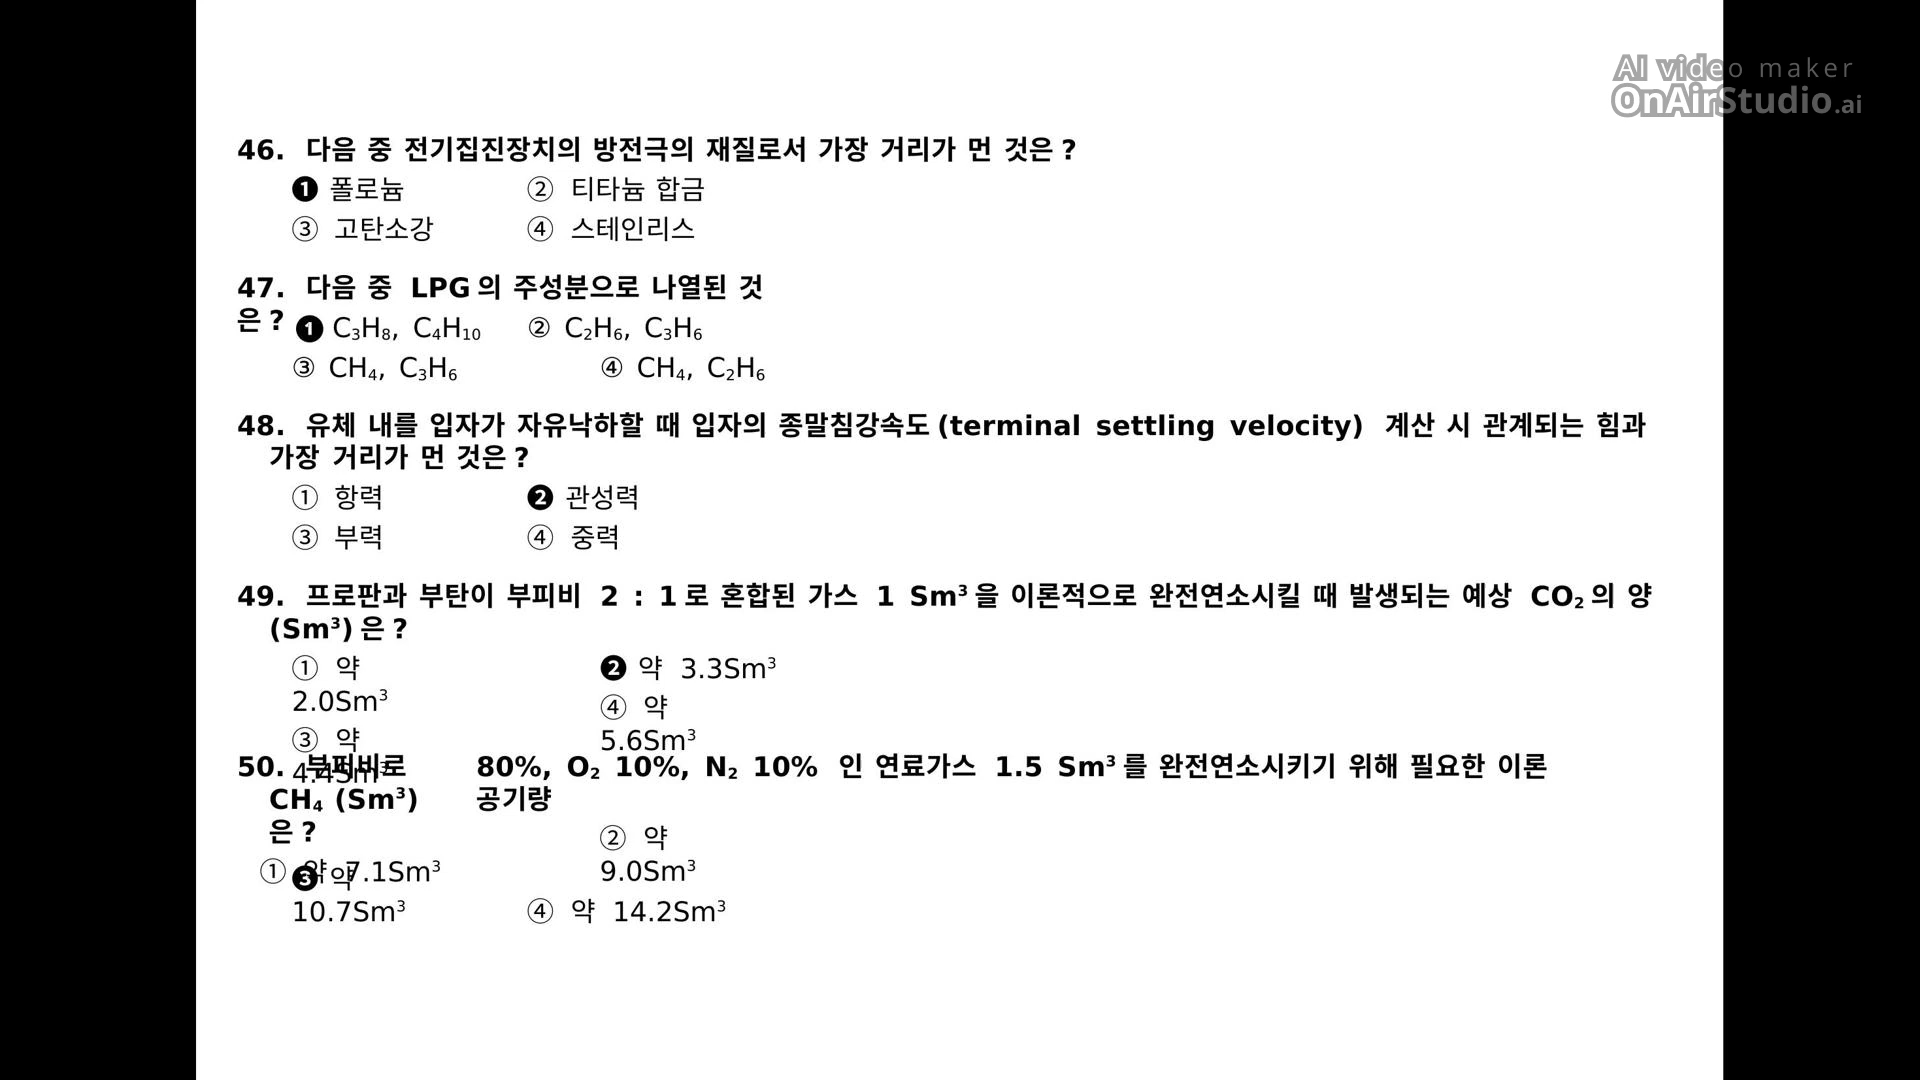 AI video maker
OnAirStudio.ai
46. 다음 중 전기집진장치의 방전극의 재질로서 가장 거리가 먼 것은?
❶ 폴로늄 ② 티타늄 합금
③ 고탄소강 ④ 스테인리스
47. 다음 중 LPG의 주성분으로 나열된 것
은?
❶ C₃H₈, C₄H₁₀ ② C₂H₆, C₃H₆
③ CH₄, C₃H₆ ④ CH₄, C₂H₆
48. 유체 내를 입자가 자유낙하할 때 입자의 종말침강속도(terminal settling velocity) 계산 시 관계되는 힘과
가장 거리가 먼 것은?
① 항력 ❷ 관성력
③ 부력 ④ 중력
49. 프로판과 부탄이 부피비 2 : 1로 혼합된 가스 1 Sm³을 이론적으로 완전연소시킬 때 발생되는 예상 CO₂의 양
(Sm³)은?
① 약 ❷ 약 3.3Sm³
2.0Sm³
④ 약
③ 약 5.6Sm³
4.4Sm³
50. 부피비로 80%, O₂ 10%, N₂ 10% 인 연료가스 1.5 Sm³를 완전연소시키기 위해 필요한 이론
CH₄ (Sm³) 공기량
은?
② 약
① 약 7.1Sm³ 9.0Sm³
❸ 약
10.7Sm³ ④ 약 14.2Sm³